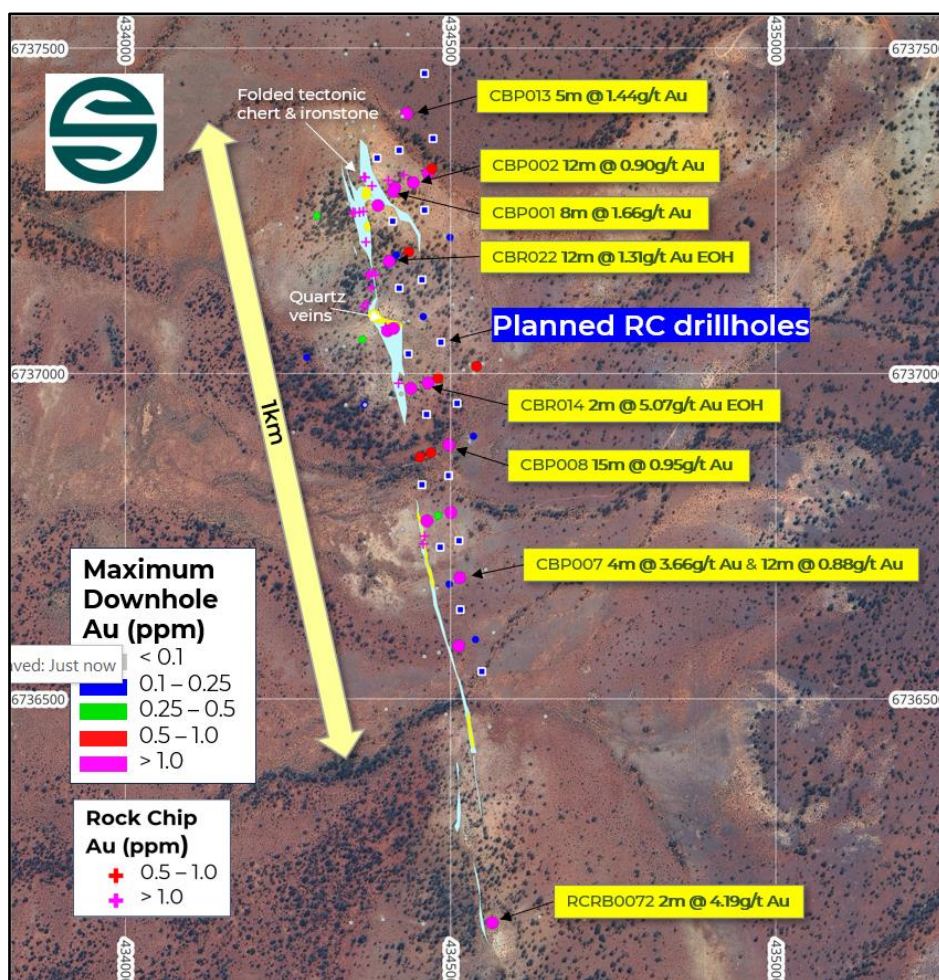 434000
434500
435000
6737500
6737500
Folded tectonic
chert & ironstone
CBP013 5m @ 1.44g/t Au
CBP002 12m @ 0.90g/t Au
CBP001 8m @ 1.66g/t Au
CBR022 12m @ 1.31g/t Au EOH
Quartz
veins
Planned RC drillholes
6737000
6737000
1km
CBR014 2m @ 5.07g/t Au EOH
CBP008 15m @ 0.95g/t Au
CBP007 4m @ 3.66g/t Au & 12m @ 0.88g/t Au
Maximum
Downhole
Au (ppm)
aved: Just now
< 0.1
0.1 – 0.25
0.25 – 0.5
0.5 – 1.0
> 1.0
6736500
6736500
Rock Chip
Au (ppm)
0.5 – 1.0
> 1.0
RCRB0072 2m @ 4.19g/t Au
434000
434500
435000